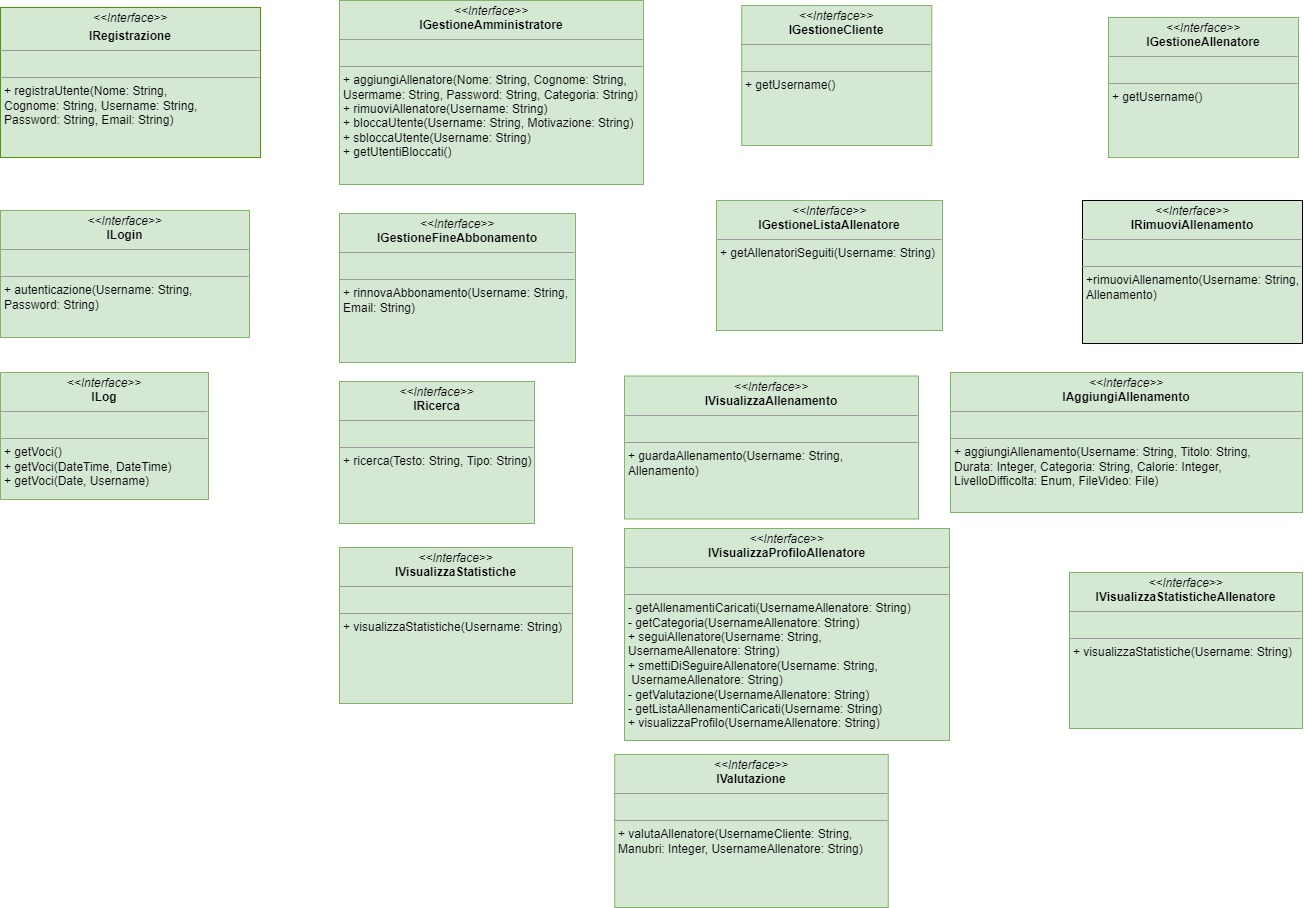 <<Interface>>
IRegistrazione
+ registraUtente(Nome: String,
Cognome: String, Username: String,
Password: String, Email: String)
<<Interface>>
IGestioneAmministratore
+ aggiungiAllenatore(Nome: String, Cognome: String,
Username: String, Password: String, Categoria: String)
+ rimuoviAllenatore(Username: String)
+ bloccaUtente(Username: String, Motivazione: String)
+ sbloccaUtente(Username: String)
+ getUtentiBloccati()
<<Interface>>
IGestioneCliente
+ getUsername()
<<Interface>>
IGestioneAllenatore
+ getUsername()
<<Interface>>
ILogin
+ autenticazione(Username: String,
Password: String)
<<Interface>>
IGestioneFineAbbonamento
+ rinnovaAbbonamento(Username: String,
Email: String)
<<Interface>>
IGestioneListaAllenatore
+ getAllenatoriSeguiti(Username: String)
<<Interface>>
IRimuoviAllenamento
+rimuoviAllenamento(Username: String,
Allenamento)
<<Interface>>
ILog
+ getVoci()
+ getVoci(DateTime, DateTime)
+ getVoci(Date, Username)
<<Interface>>
IRicerca
+ ricerca(Testo: String, Tipo: String)
<<Interface>>
IVisualizzaAllenamento
+ guardaAllenamento(Username: String,
Allenamento)
<<Interface>>
IAggiungiAllenamento
+ aggiungiAllenamento(Username: String, Titolo: String,
Durata: Integer, Categoria: String, Calorie: Integer,
LivelloDifficolta: Enum, FileVideo: File)
<<Interface>>
IVisualizzaStatistiche
+ visualizzaStatistiche(Username: String)
<<Interface>>
IVisualizzaProfiloAllenatore
- getAllenamentiCaricati(UsernameAllenatore: String)
- getCategoria(UsernameAllenatore: String)
+ seguiAllenatore(Username: String,
UsernameAllenatore: String)
+ smettiDiSeguireAllenatore(Username: String,
UsernameAllenatore: String)
- getValutazione(UsernameAllenatore: String)
- getListaAllenamentiCaricati(Username: String)
+ visualizzaProfilo(UsernameAllenatore: String)
<<Interface>>
IVisualizzaStatisticheAllenatore
+ visualizzaStatistiche(Username: String)
<<Interface>>
IValutazione
+ valutaAllenatore(UsernameCliente: String,
Manubri: Integer, UsernameAllenatore: String)